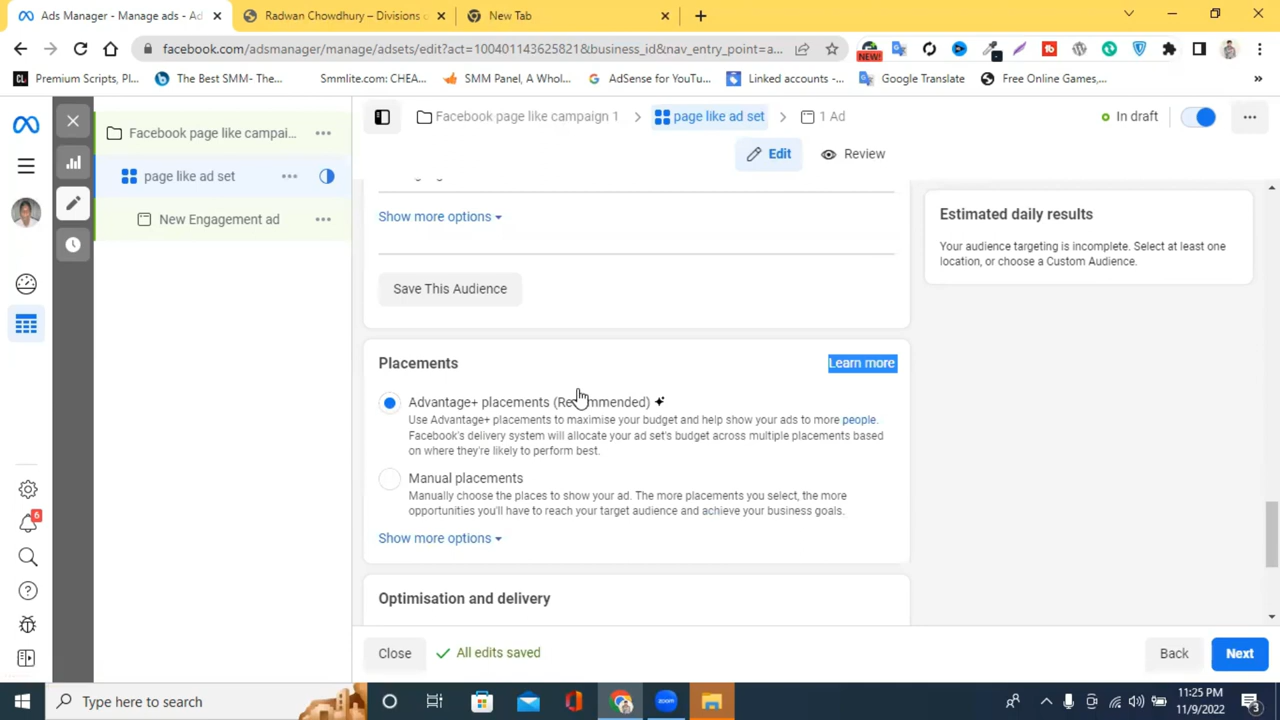 Ads Manager - Manage ads - Ad
Radwan Chowdhury – Divisions o
New Tab
facebook.com/adsmanager/manage/adsets/edit?act=100401143625821&business_id&nav_entry_point=a...
NEW!
Premium Scripts, Pl...
The Best SMM- The...
Smmlite.com: CHEA...
SMM Panel, A Whol...
AdSense for YouTu...
Linked accounts -...
Google Translate
Free Online Games,...
»
Facebook page like campai...
page like ad set
New Engagement ad
Facebook page like campaign 1
page like ad set
1 Ad
In draft
Edit
Review
Show more options
Save This Audience
Placements
Learn more
Advantage+ placements (Recommended)
Use Advantage+ placements to maximise your budget and help show your ads to more people.
Facebook's delivery system will allocate your ad set's budget across multiple placements based
on where they're likely to perform best.
Manual placements
Manually choose the places to show your ad. The more placements you select, the more
opportunities you'll have to reach your target audience and achieve your business goals.
Show more options
Optimisation and delivery
Estimated daily results
Your audience targeting is incomplete. Select at least one
location, or choose a Custom Audience.
6
Close
All edits saved
Back
Next
Type here to search
11:25 PM
11/9/2022
3